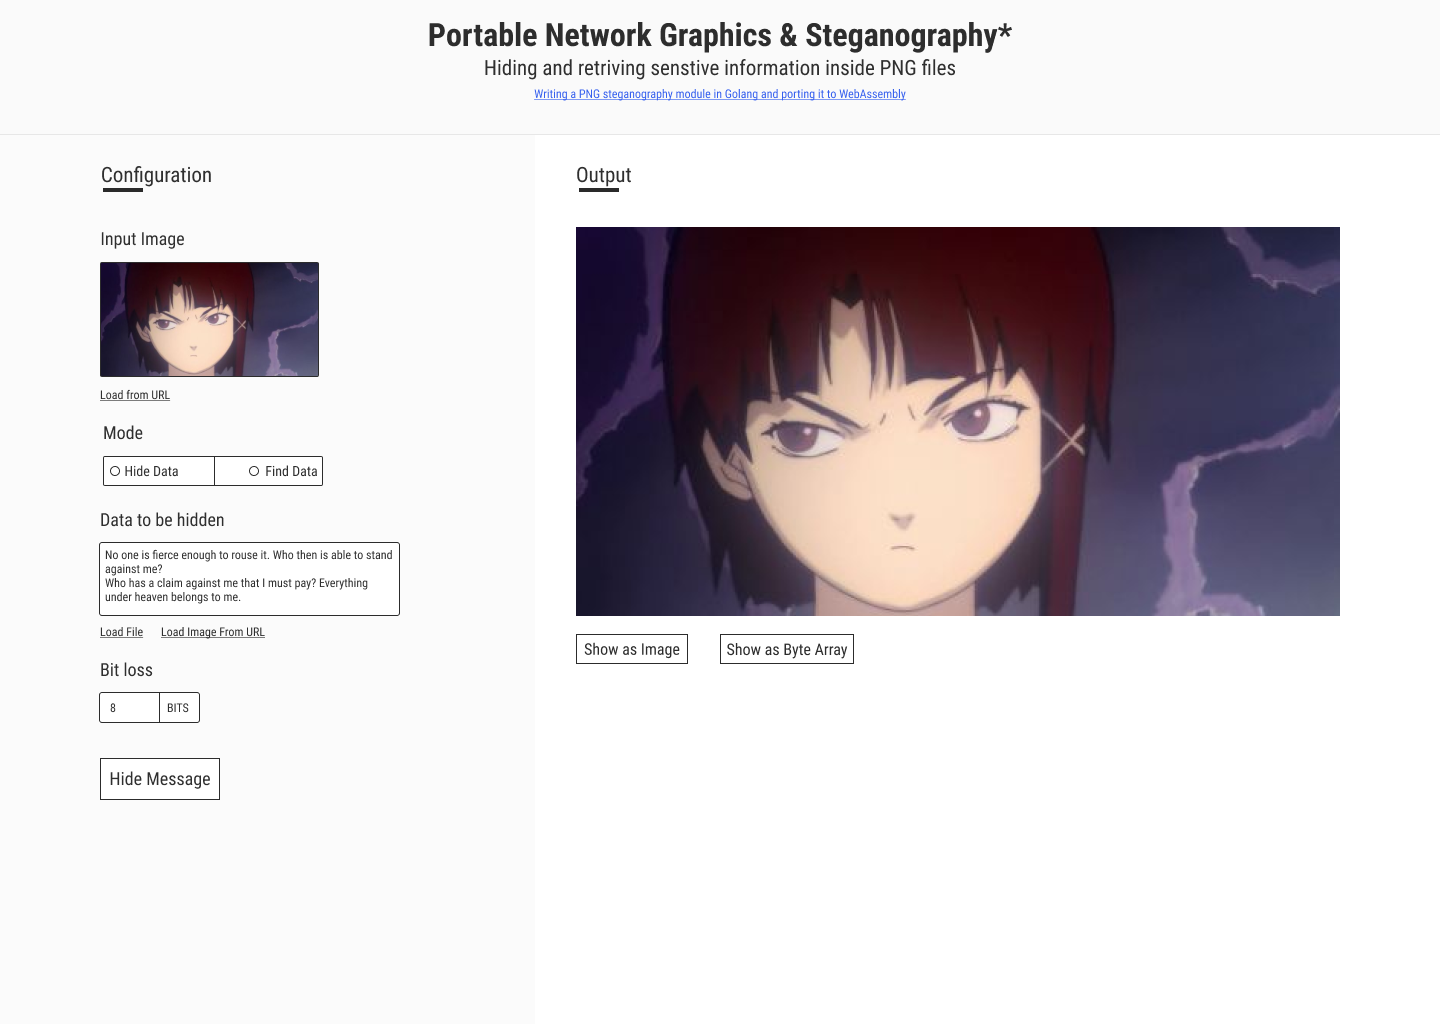 Portable Network Graphics & Steganography*
Hiding and retriving senstive information inside PNG files
Writing a PNG steganography module in Golang and porting it to WebAssembly
Configuration
Input Image
Load from URL
Mode
Hide Data
Find Data
Data to be hidden
No one is fierce enough to rouse it. Who then is able to stand
against me?
Who has a claim against me that I must pay? Everything
under heaven belongs to me.
Load File
Load Image From URL
Bit loss
8
BITS
Hide Message
Output
Show as Image
Show as Byte Array